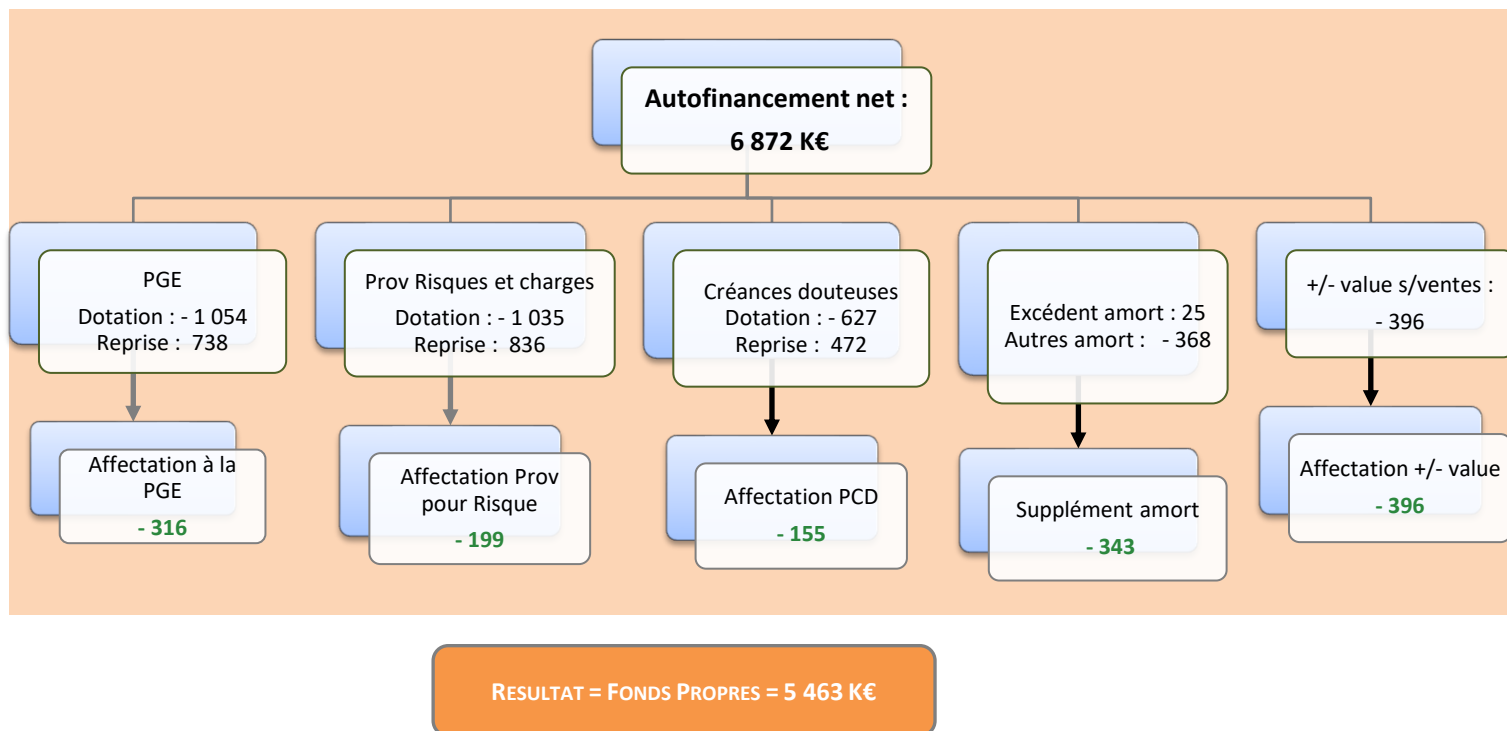 Autofinancement net :
6 872 K€
PGE
Dotation : - 1 054
Reprise : 738
Prov Risques et charges
Dotation : - 1 035
Reprise : 836
Créances douteuses
Dotation : - 627
Reprise : 472
Excédent amort : 25
Autres amort : - 368
+/- value s/ventes :
- 396
Affectation à la
PGE
- 316
Affectation Prov
pour Risque
- 199
Affectation PCD
- 155
Supplément amort
- 343
Affectation +/- value
- 396
RESULTAT = FONDS PROPRES = 5 463 K€